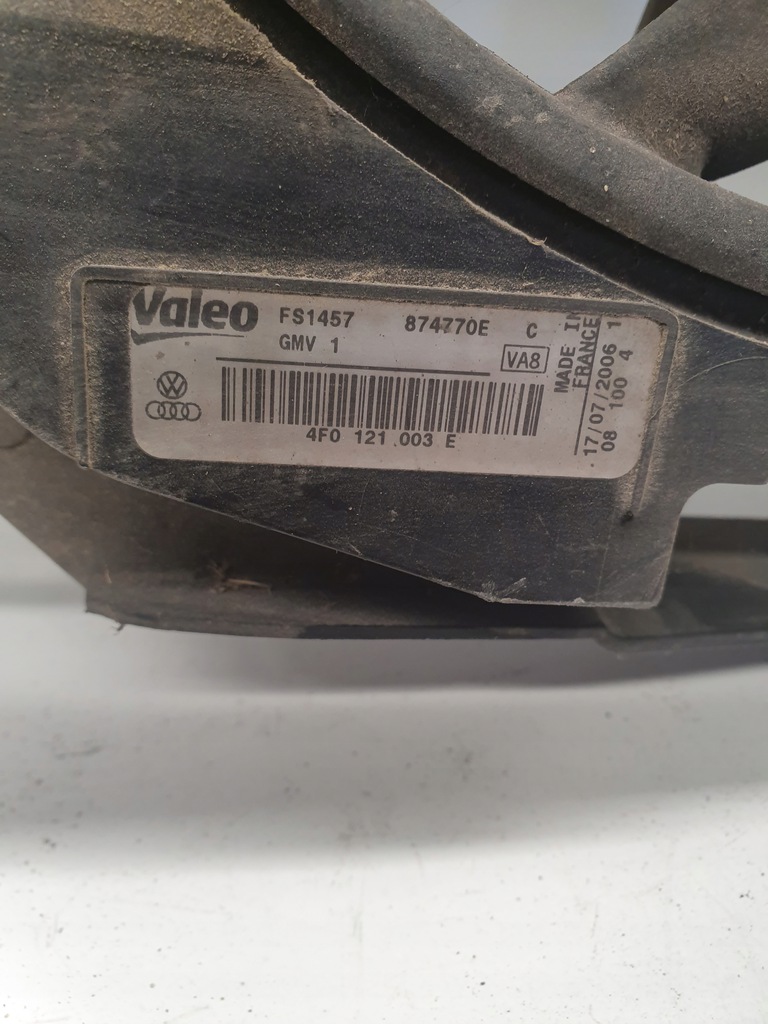 Valeo FS1457 874770E C
GMV 1 VA8
4F0 121 003 E
MADE IN
FRANCE
17/07/2006 1
08 100 4